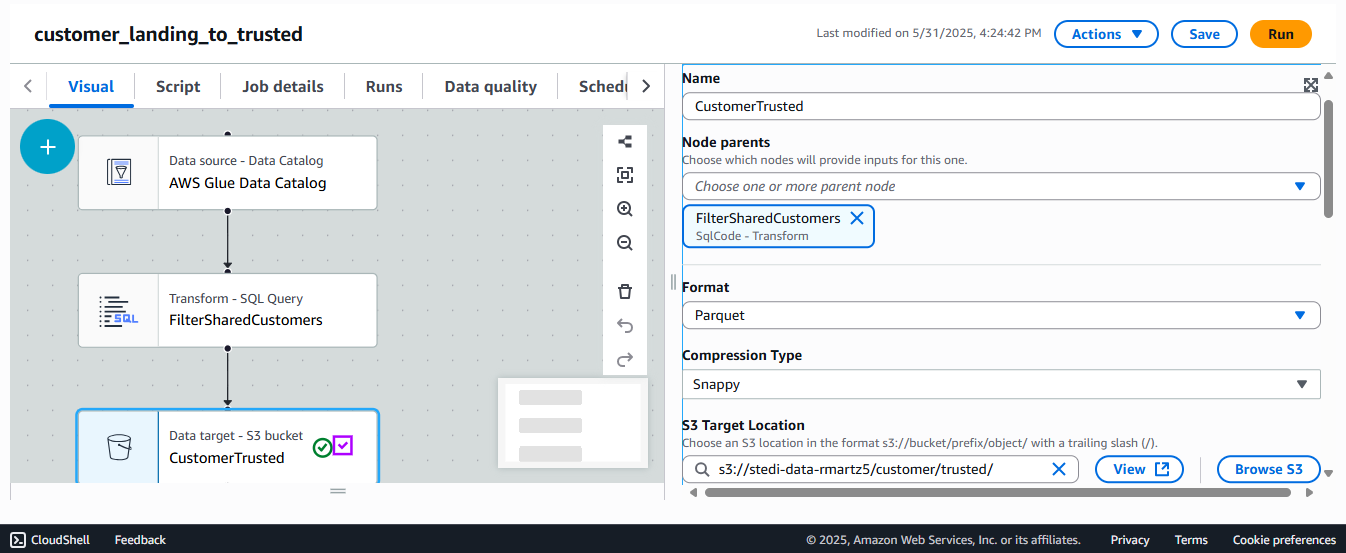 customer_landing_to_trusted
Last modified on 5/31/2025, 4:24:42 PM
Actions
Save
Run
Visual
Script
Job details
Runs
Data quality
Sched
Data source - Data Catalog
AWS Glue Data Catalog
Transform - SQL Query
SQL
FilterSharedCustomers
Data target - S3 bucket
CustomerTrusted
Name
CustomerTrusted
Node parents
Choose which nodes will provide inputs for this one.
Choose one or more parent node
FilterSharedCustomers
SqlCode - Transform
Format
Parquet
Compression Type
Snappy
S3 Target Location
Choose an S3 location in the format s3://bucket/prefix/object/ with a trailing slash (/).
s3://stedi-data-rmartz5/customer/trusted/
View
Browse S3
CloudShell
Feedback
© 2025, Amazon Web Services, Inc. or its affiliates.
Privacy
Terms
Cookie preferences